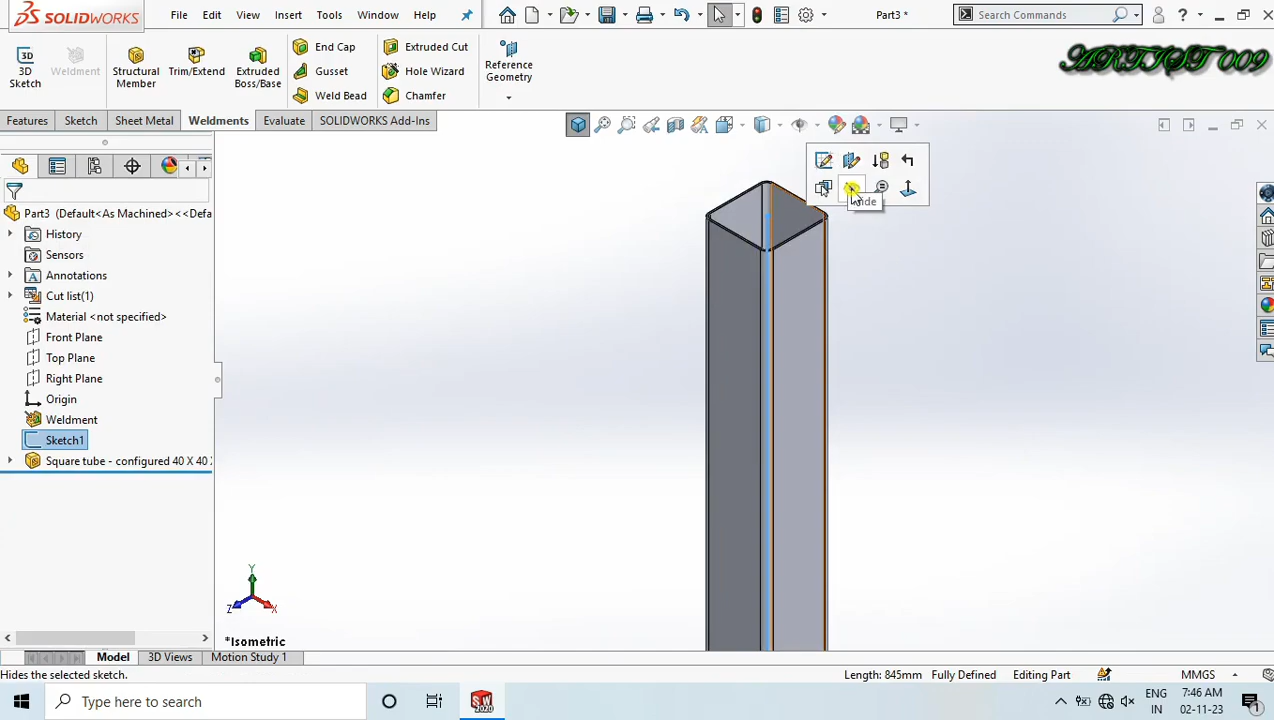 SOLIDWORKS
File
Edit
View
Insert
Tools
Window
Help
Part3 *
Search Commands
ARTIST 009
3D Sketch
Weldment
Structural Member
Trim/Extend
Extruded Boss/Base
End Cap
Gusset
Weld Bead
Extruded Cut
Hole Wizard
Chamfer
Reference Geometry
Features
Sketch
Sheet Metal
Weldments
Evaluate
SOLIDWORKS Add-Ins
Part3 (Default<As Machined><<Def
History
Sensors
Annotations
Cut list(1)
Material <not specified>
Front Plane
Top Plane
Right Plane
Origin
Weldment
Sketch1
Square tube - configured 40 X 40
Y
Z
X
*Isometric
Model
3D Views
Motion Study 1
Hides the selected sketch.
Length: 845mm
Fully Defined
Editing Part
MMGS
Type here to search
ENG
IN
7:46 AM
02-11-23